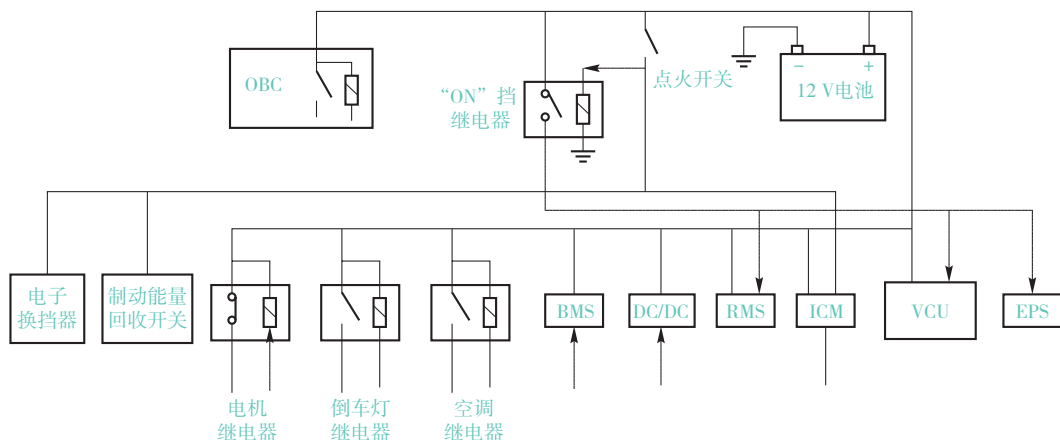 OBC
“ON”挡
继电器
点火开关
− +
12 V电池
电子
换挡器
制动能量
回收开关
BMS
DC/DC
RMS
ICM
VCU
EPS
电机
继电器
倒车灯
继电器
空调
继电器